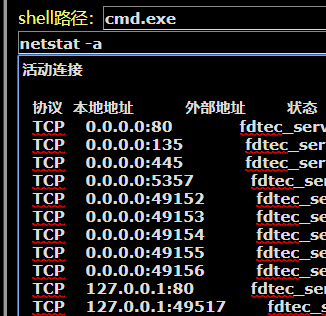 shell路径: cmd.exe
netstat -a
活动连接
协议 本地地址 外部地址 状态
TCP 0.0.0.0:80 fdtec_serv
TCP 0.0.0.0:135 fdtec_ser
TCP 0.0.0.0:445 fdtec_ser
TCP 0.0.0.0:5357 fdtec_se
TCP 0.0.0.0:49152 fdtec_s
TCP 0.0.0.0:49153 fdtec_s
TCP 0.0.0.0:49154 fdtec_s
TCP 0.0.0.0:49155 fdtec_s
TCP 0.0.0.0:49156 fdtec_s
TCP 127.0.0.1:80 fdtec_se
TCP 127.0.0.1:49517 fdtec_